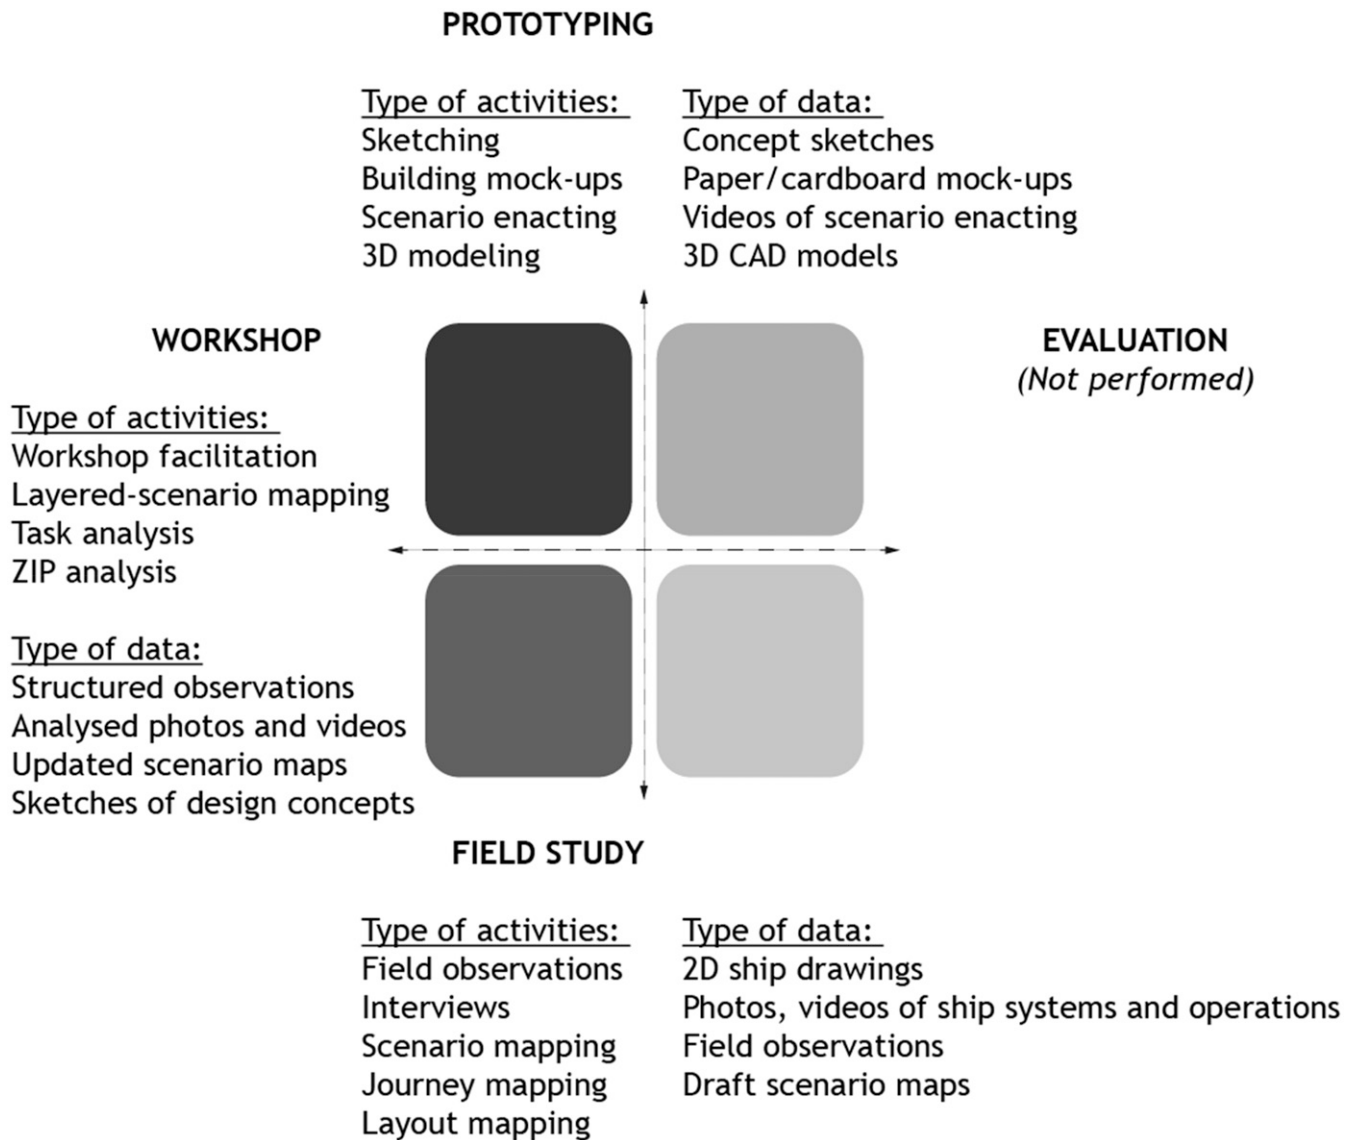 PROTOTYPING
Type of activities:
Sketching
Building mock-ups
Scenario enacting
3D modeling
Type of data:
Concept sketches
Paper/cardboard mock-ups
Videos of scenario enacting
3D CAD models
WORKSHOP
Type of activities:
Workshop facilitation
Layered-scenario mapping
Task analysis
ZIP analysis
Type of data:
Structured observations
Analysed photos and videos
Updated scenario maps
Sketches of design concepts
EVALUATION
(Not performed)
FIELD STUDY
Type of activities:
Field observations
Interviews
Scenario mapping
Journey mapping
Layout mapping
Type of data:
2D ship drawings
Photos, videos of ship systems and operations
Field observations
Draft scenario maps